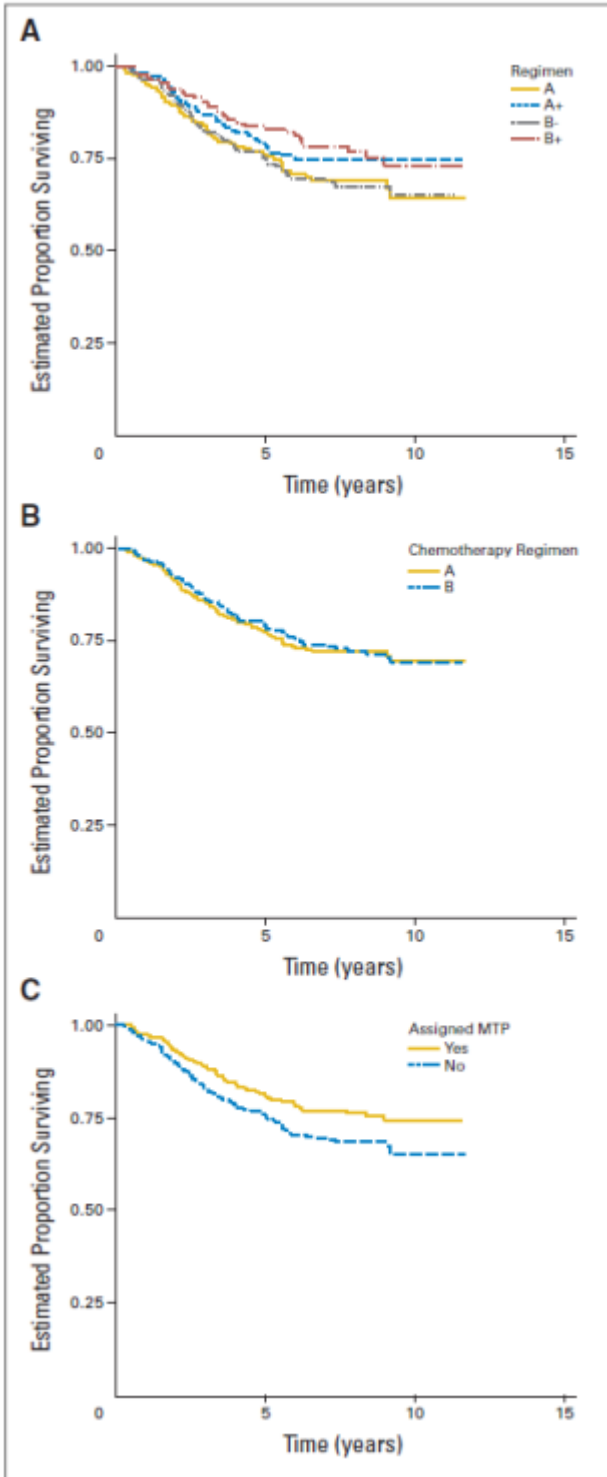 A
Estimated Proportion Surviving
1.00
0.75
0.50
0.25
0
5
10
15
Time (years)
Regimen
A
A+
B-
B+
B
Estimated Proportion Surviving
1.00
0.75
0.50
0.25
0
5
10
15
Time (years)
Chemotherapy Regimen
A
B
C
Estimated Proportion Surviving
1.00
0.75
0.50
0.25
0
5
10
15
Time (years)
Assigned MTP
Yes
No